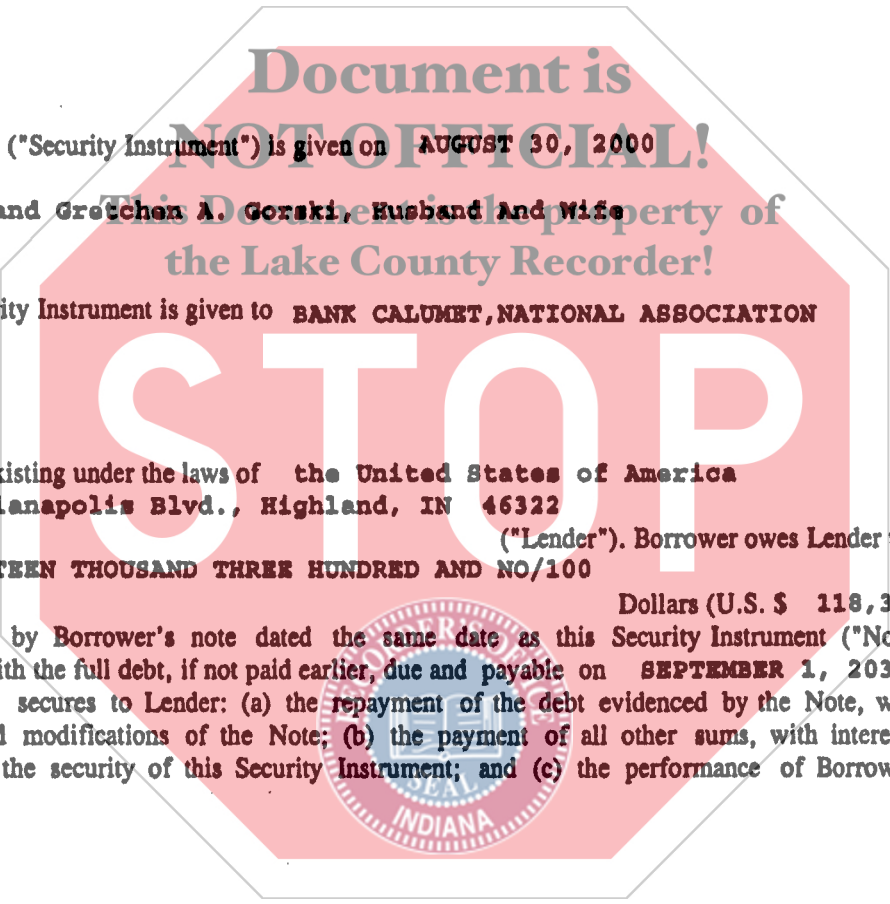 Document is
NOT OFFICIAL!
("Security Instrument") is given on AUGUST 30, 2000
This Document is the property of
and Gretchen A. Gorski, Husband And Wife
the Lake County Recorder!
ity Instrument is given to BANK CALUMET,NATIONAL ASSOCIATION
STOP
xisting under the laws of the United States of America
ianapolis Blvd., Highland, IN 46322
("Lender"). Borrower owes Lender
TEEN THOUSAND THREE HUNDRED AND NO/100
Dollars (U.S. $ 118,3
by Borrower's note dated the same date as this Security Instrument ("No
ith the full debt, if not paid earlier, due and payable on SEPTEMBER 1, 203
secures to Lender: (a) the repayment of the debt evidenced by the Note, w
d modifications of the Note; (b) the payment of all other sums, with intere
the security of this Security Instrument; and (c) the performance of Borrow
RECORDER'S OFFICE
SEAL
INDIANA